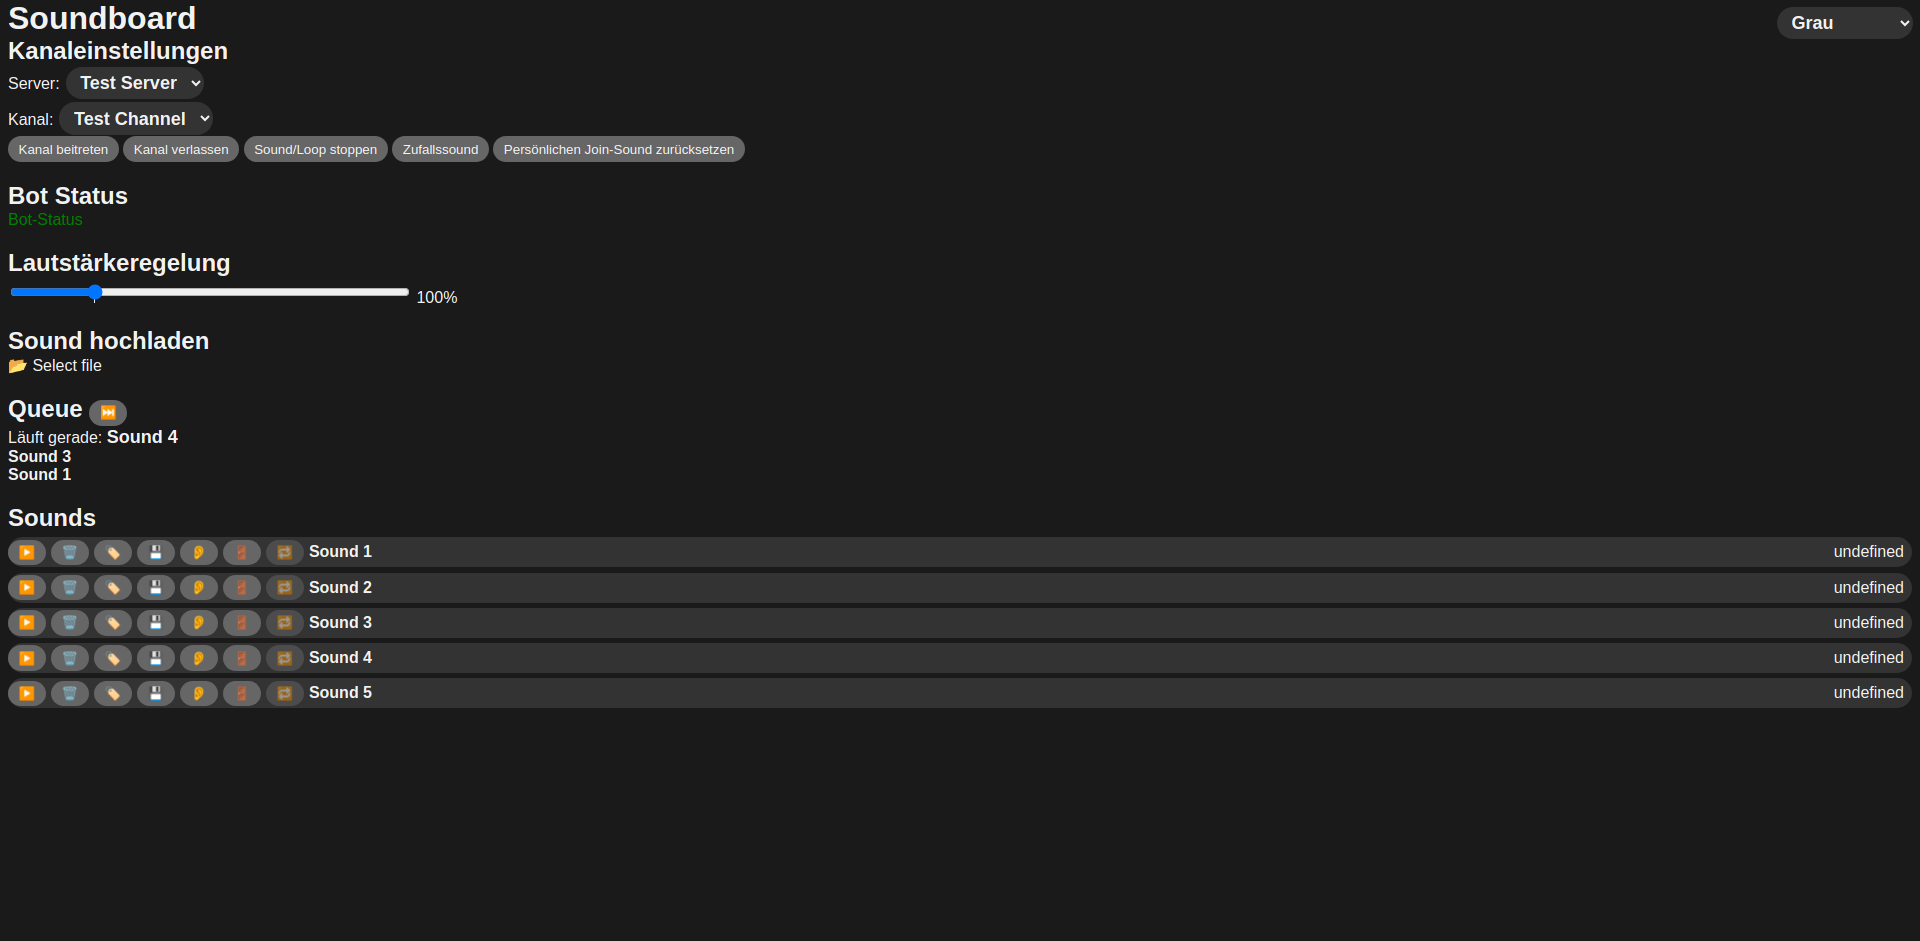 Soundboard
Grau
Kanaleinstellungen
Server: Test Server
Kanal: Test Channel
Kanal beitreten Kanal verlassen Sound/Loop stoppen Zufallssound Persönlichen Join-Sound zurücksetzen
Bot Status
Bot-Status
Lautstärkeregelung
100%
Sound hochladen
📂 Select file
Queue ⏭️
Läuft gerade: Sound 4
Sound 3
Sound 1
Sounds
▶️ 🗑️ 🏷️ 💾 👂 🚪 🔁 Sound 1 undefined
▶️ 🗑️ 🏷️ 💾 👂 🚪 🔁 Sound 2 undefined
▶️ 🗑️ 🏷️ 💾 👂 🚪 🔁 Sound 3 undefined
▶️ 🗑️ 🏷️ 💾 👂 🚪 🔁 Sound 4 undefined
▶️ 🗑️ 🏷️ 💾 👂 🚪 🔁 Sound 5 undefined